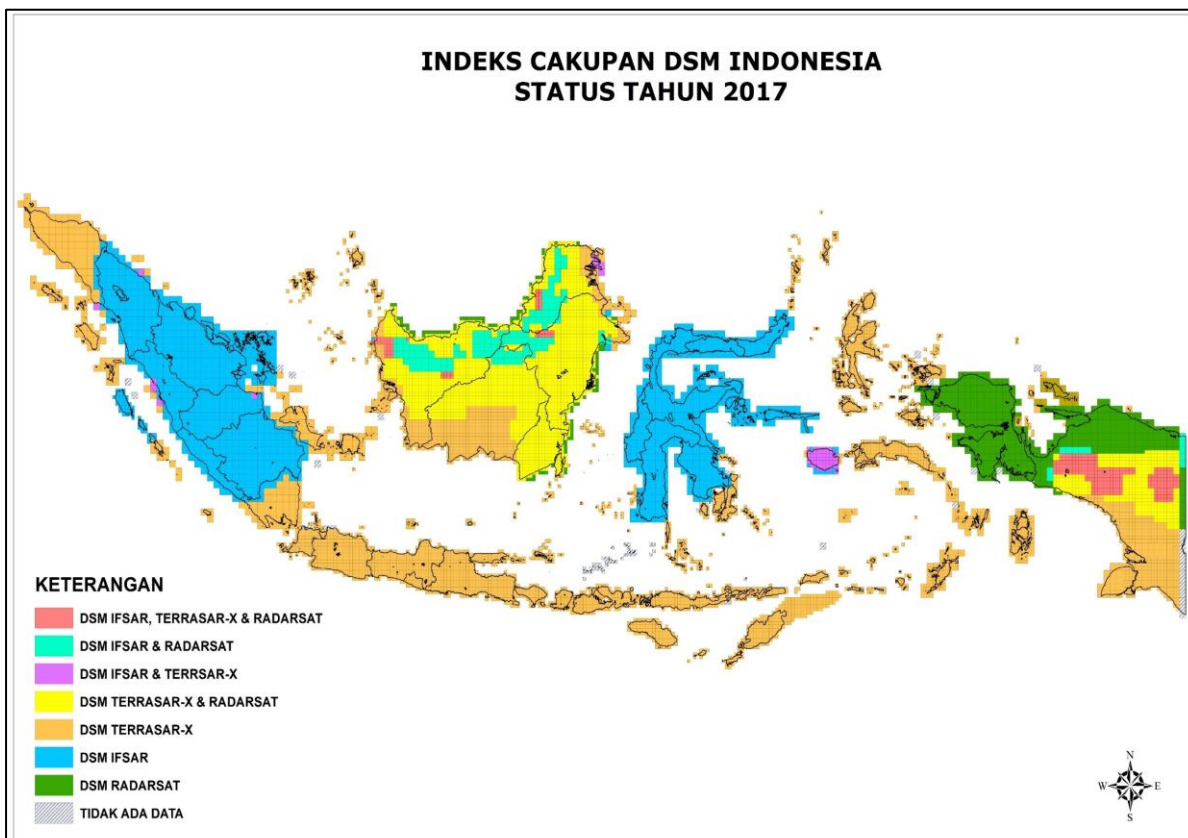 INDEKS CAKUPAN DSM INDONESIA
STATUS TAHUN 2017
KETERANGAN
DSM IFSAR, TERRASAR-X & RADARSAT
DSM IFSAR & RADARSAT
DSM IFSAR & TERRSAR-X
DSM TERRASAR-X & RADARSAT
DSM TERRASAR-X
DSM IFSAR
DSM RADARSAT
TIDAK ADA DATA
N
W E
S